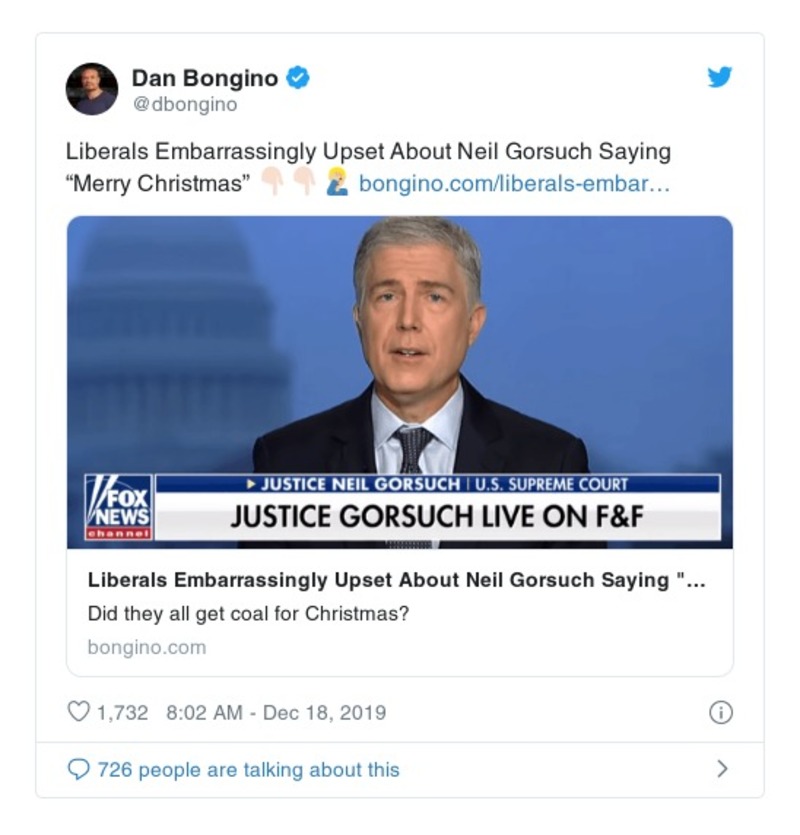 Dan Bongino
@dbongino
Liberals Embarrassingly Upset About Neil Gorsuch Saying
“Merry Christmas” 👇🏻👇🏻🤦🏼‍♂️ bongino.com/liberals-embar…
JUSTICE NEIL GORSUCH | U.S. SUPREME COURT
FOX
NEWS
channel
JUSTICE GORSUCH LIVE ON F&F
Liberals Embarrassingly Upset About Neil Gorsuch Saying "...
Did they all get coal for Christmas?
bongino.com
1,732 8:02 AM - Dec 18, 2019
726 people are talking about this